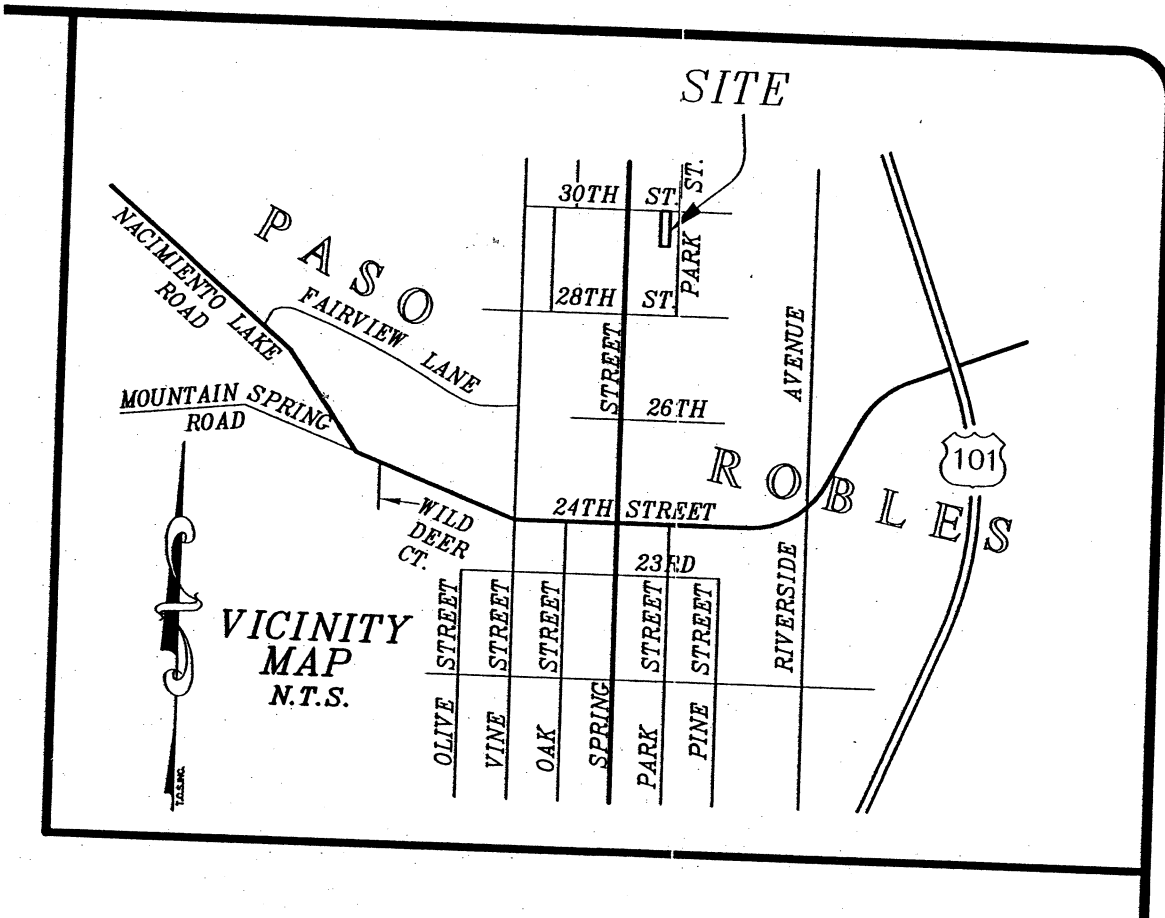 SITE
30TH ST.
PARK ST.
PASO
NACIMIENTO LAKE
ROAD
FAIRVIEW LANE
28TH ST.
MOUNTAIN SPRING
ROAD
STREET
26TH
AVENUE
ROBLES
101
24TH STREET
WILD
DEER
CT.
23RD
VICINITY
MAP
N.T.S.
OLIVE STREET
VINE STREET
OAK STREET
SPRING
PARK STREET
PINE STREET
RIVERSIDE